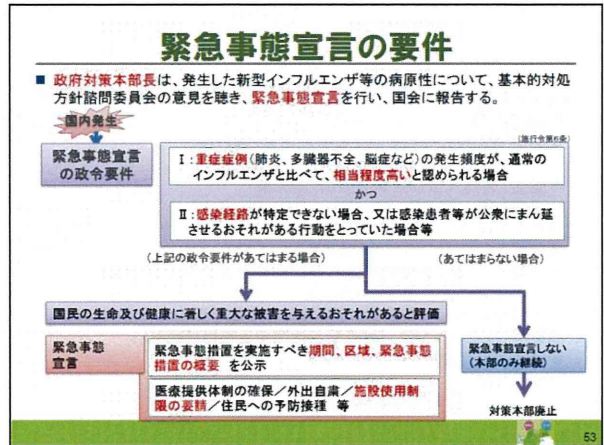 緊急事態宣言の要件
■ 政府対策本部長は、発生した新型インフルエンザ等の病原性について、基本的対処
方針諮問委員会の意見を聴き、緊急事態宣言を行い、国会に報告する。
国内発生
(施行令第6条)
緊急事態宣言
の政令要件
Ⅰ：重症症例(肺炎、多臓器不全、脳症など)の発生頻度が、通常の
インフルエンザと比べて、相当程度高いと認められる場合
かつ
Ⅱ：感染経路が特定できない場合、又は感染患者等が公衆にまん延
させるおそれがある行動をとっていた場合等
(上記の政令要件があてはまる場合)
(あてはまらない場合)
国民の生命及び健康に著しく重大な被害を与えるおそれがあると評価
緊急事態
宣言
緊急事態措置を実施すべき期間、区域、緊急事態
措置の概要 を公示
医療提供体制の確保／外出自粛／施設使用制
限の要請／住民への予防接種 等
緊急事態宣言しない
(本部のみ継続)
対策本部廃止
53